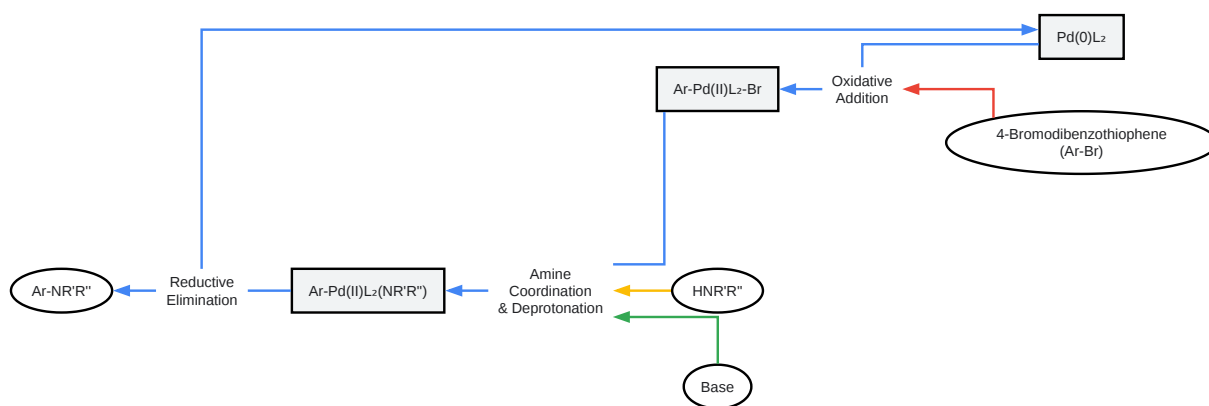 Pd(0)L₂
Oxidative
Addition
Ar-Pd(II)L₂-Br
4-Bromodibenzothiophene
(Ar-Br)
Amine
Coordination
& Deprotonation
HNR'R''
Ar-Pd(II)L₂(NR'R'')
Reductive
Elimination
Ar-NR'R''
Base